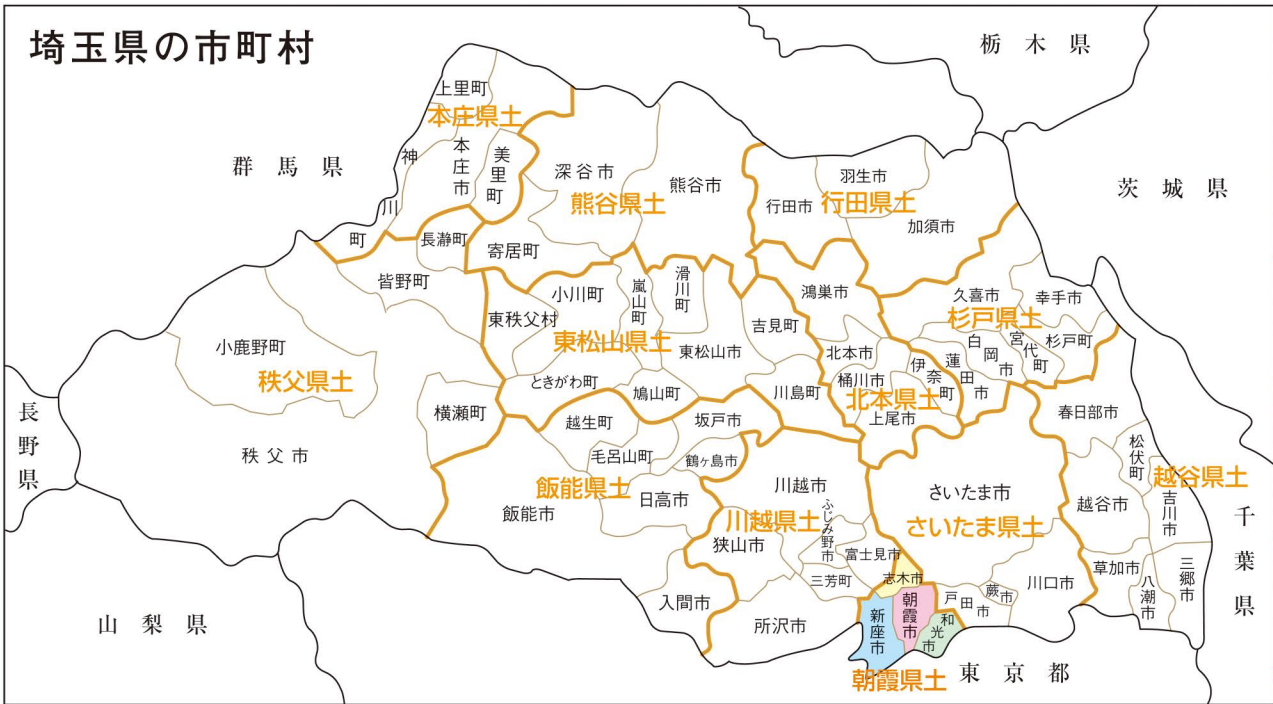 埼玉県の市町村
栃木県
群馬県
茨城県
長野県
山梨県
東京都
千葉県
上里町
本庄県土
本庄市
美里町
神川町
長瀞町
皆野町
小鹿野町
秩父県土
秩父市
横瀬町
深谷市
熊谷市
熊谷県土
寄居町
行田市
羽生市
行田県土
加須市
小川町
嵐山町
滑川町
東秩父村
東松山県土
東松山市
吉見町
ときがわ町
鳩山町
川島町
鴻巣市
北本市
桶川市
伊奈町
北本県土
上尾市
久喜市
幸手市
杉戸県土
白岡市
宮代町
杉戸町
蓮田市
春日部市
松伏町
越谷県土
越谷市
吉川市
草加市
八潮市
三郷市
越生町
坂戸市
毛呂山町
鶴ヶ島市
飯能県土
飯能市
日高市
川越市
川越県土
ふじみ野市
狭山市
富士見市
三芳町
入間市
所沢市
さいたま市
さいたま県土
川口市
蕨市
戸田市
志木市
朝霞市
新座市
和光市
朝霞県土